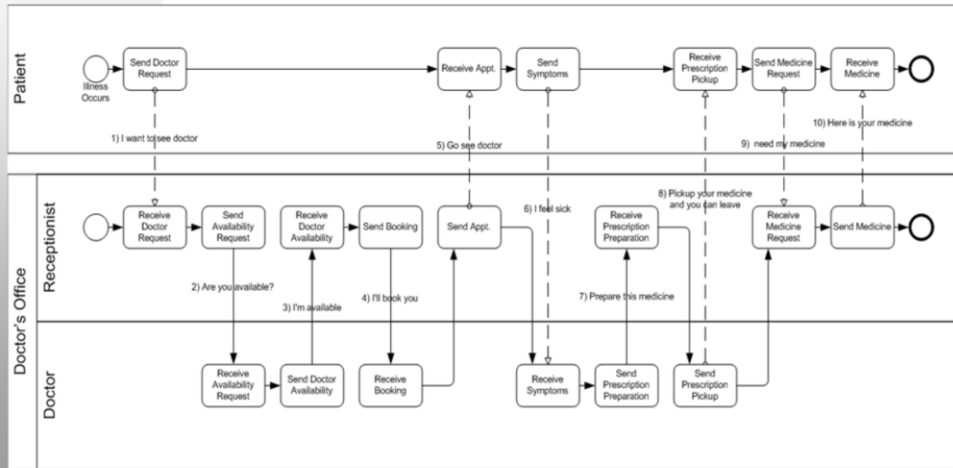 Patient
Illness
Occurs
Send Doctor
Request
Receive Appt.
Send
Symptoms
Receive
Prescription
Pickup
Send Medicine
Request
Receive
Medicine
1) I want to see doctor
5) Go see doctor
9) need my medicine
10) Here is your medicine
Doctor's Office
Receptionist
Receive
Doctor
Request
Send
Availability
Request
Receive
Doctor
Availability
Send Booking
Send Appt.
6) I feel sick
Receive
Prescription
Preparation
8) Pickup your medicine
and you can leave
Receive
Medicine
Request
Send Medicine
2) Are you available?
3) I'm available
4) I'll book you
7) Prepare this medicine
Doctor
Receive
Availability
Request
Send Doctor
Availability
Receive
Booking
Receive
Symptoms
Send
Prescription
Preparation
Send
Prescription
Pickup